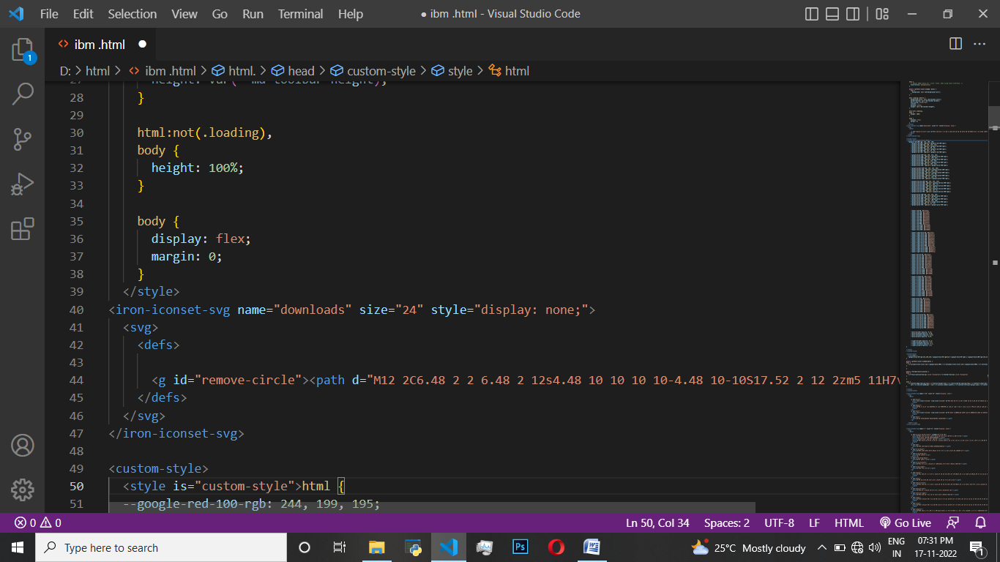 File Edit Selection View Go Run Terminal Help
● ibm .html - Visual Studio Code
1
ibm .html ●
D: > html > ibm .html > html. > head > custom-style > style > html
28 }
29
30 html:not(.loading),
31 body {
32 height: 100%;
33 }
34
35 body {
36 display: flex;
37 margin: 0;
38 }
39 </style>
40 <iron-iconset-svg name="downloads" size="24" style="display: none;">
41 <svg>
42 <defs>
43
44 <g id="remove-circle"><path d="M12 2C6.48 2 2 6.48 2 12s4.48 10 10 10 10-4.48 10-10S17.52 2 12 2zm5 11H7v
45 </defs>
46 </svg>
47 </iron-iconset-svg>
48
49 <custom-style>
50 <style is="custom-style">html {
51 --google-red-100-rgb: 244, 199, 195;
0 0 Ln 50, Col 34 Spaces: 2 UTF-8 LF HTML Go Live
Type here to search
Ps
W
25°C Mostly cloudy
ENG
IN
07:31 PM
17-11-2022
1